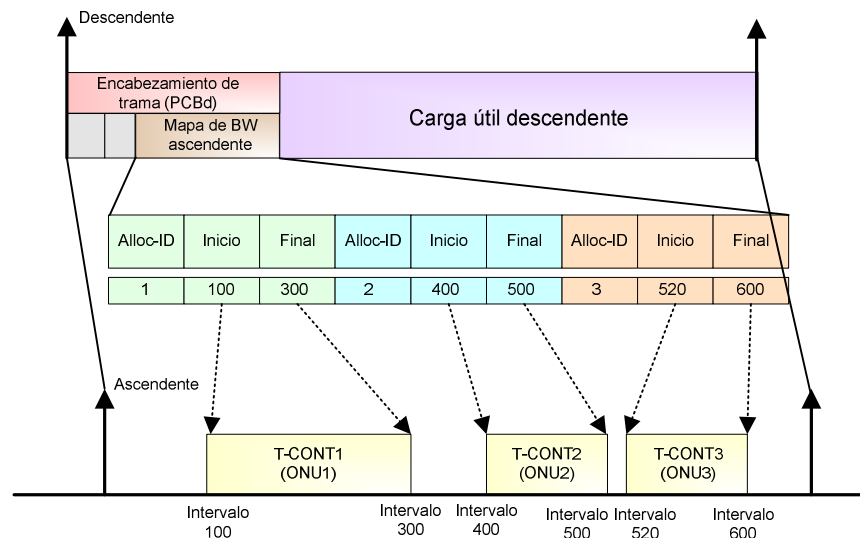 Descendente
Encabezamiento de
trama (PCBd)
Mapa de BW
ascendente
Carga útil descendente
Alloc-ID Inicio Final Alloc-ID Inicio Final Alloc-ID Inicio Final
1 100 300 2 400 500 3 520 600
Ascendente
T-CONT1
(ONU1)
T-CONT2
(ONU2)
T-CONT3
(ONU3)
Intervalo
100
Intervalo
300
Intervalo
400
Intervalo
500
Intervalo
520
Intervalo
600